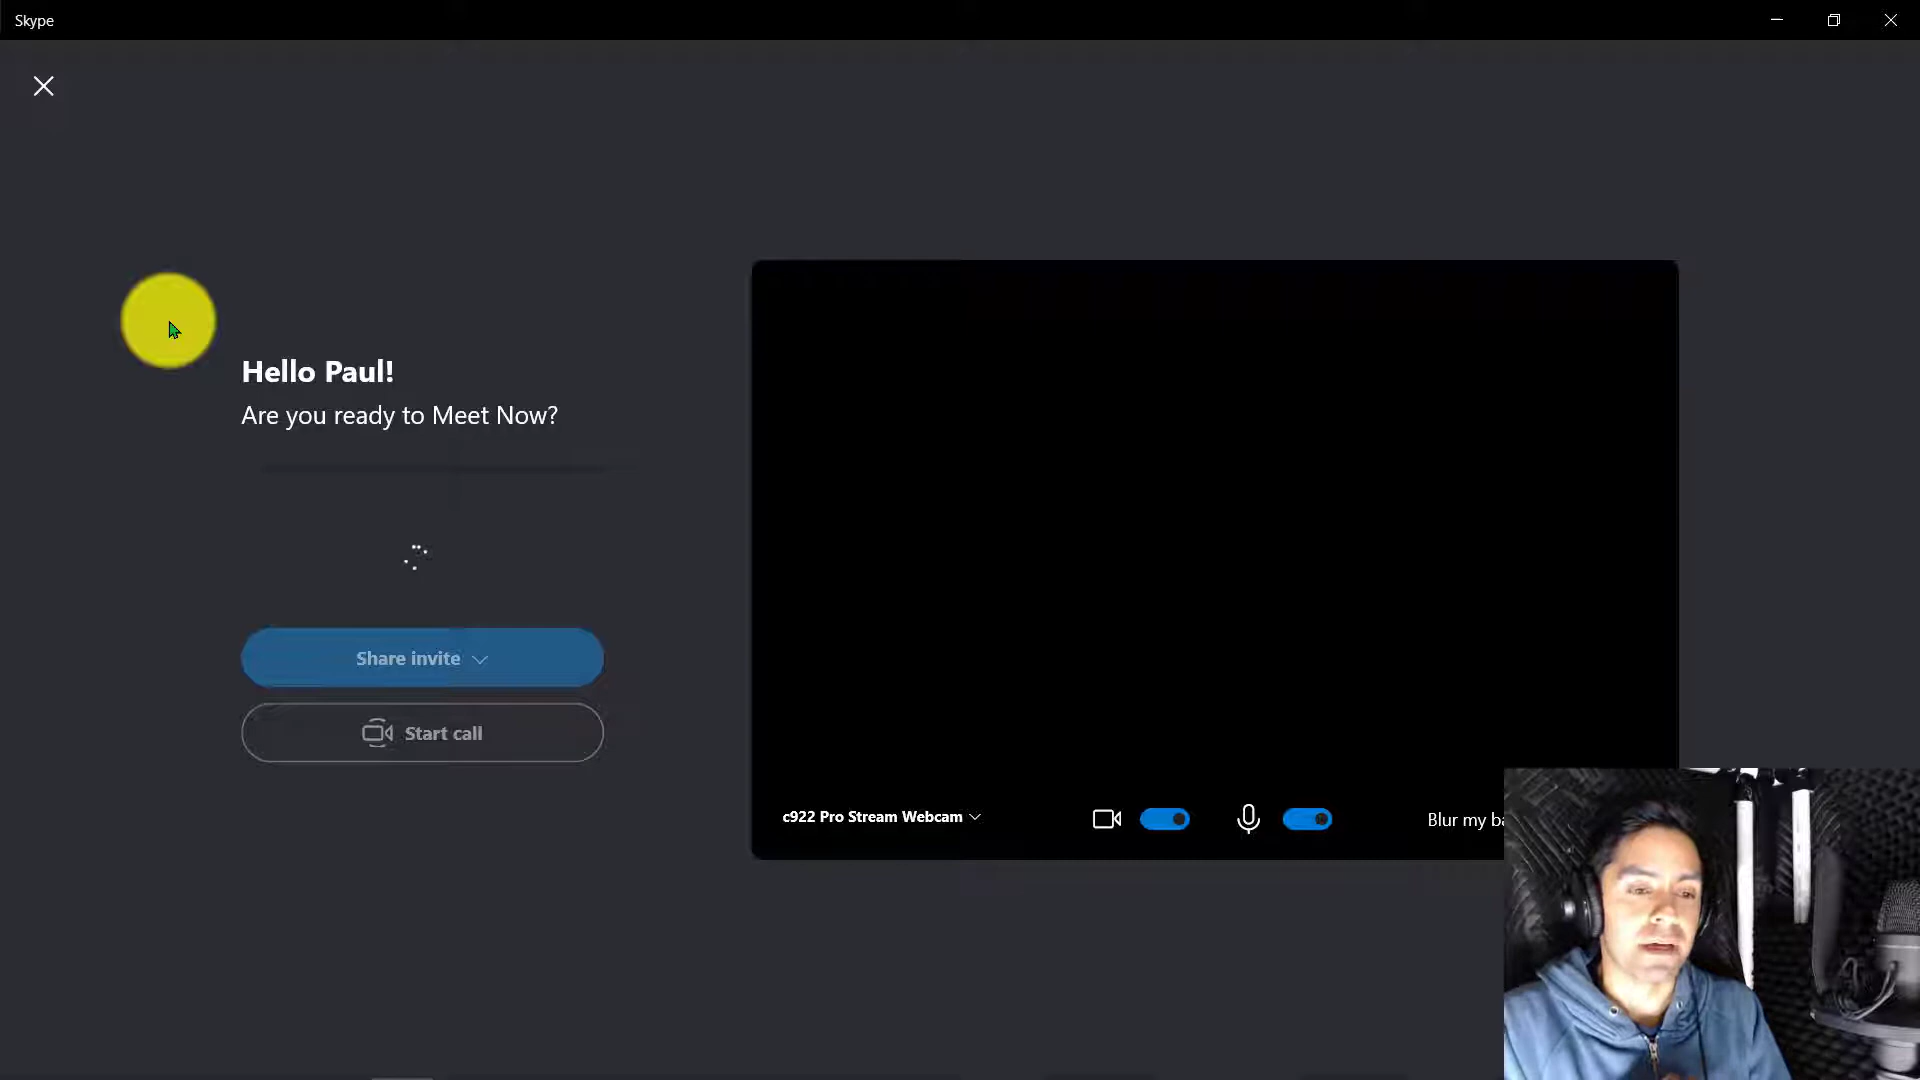 Skype
Hello Paul!
Are you ready to Meet Now?
Share invite
Start call
c922 Pro Stream Webcam
Blur my